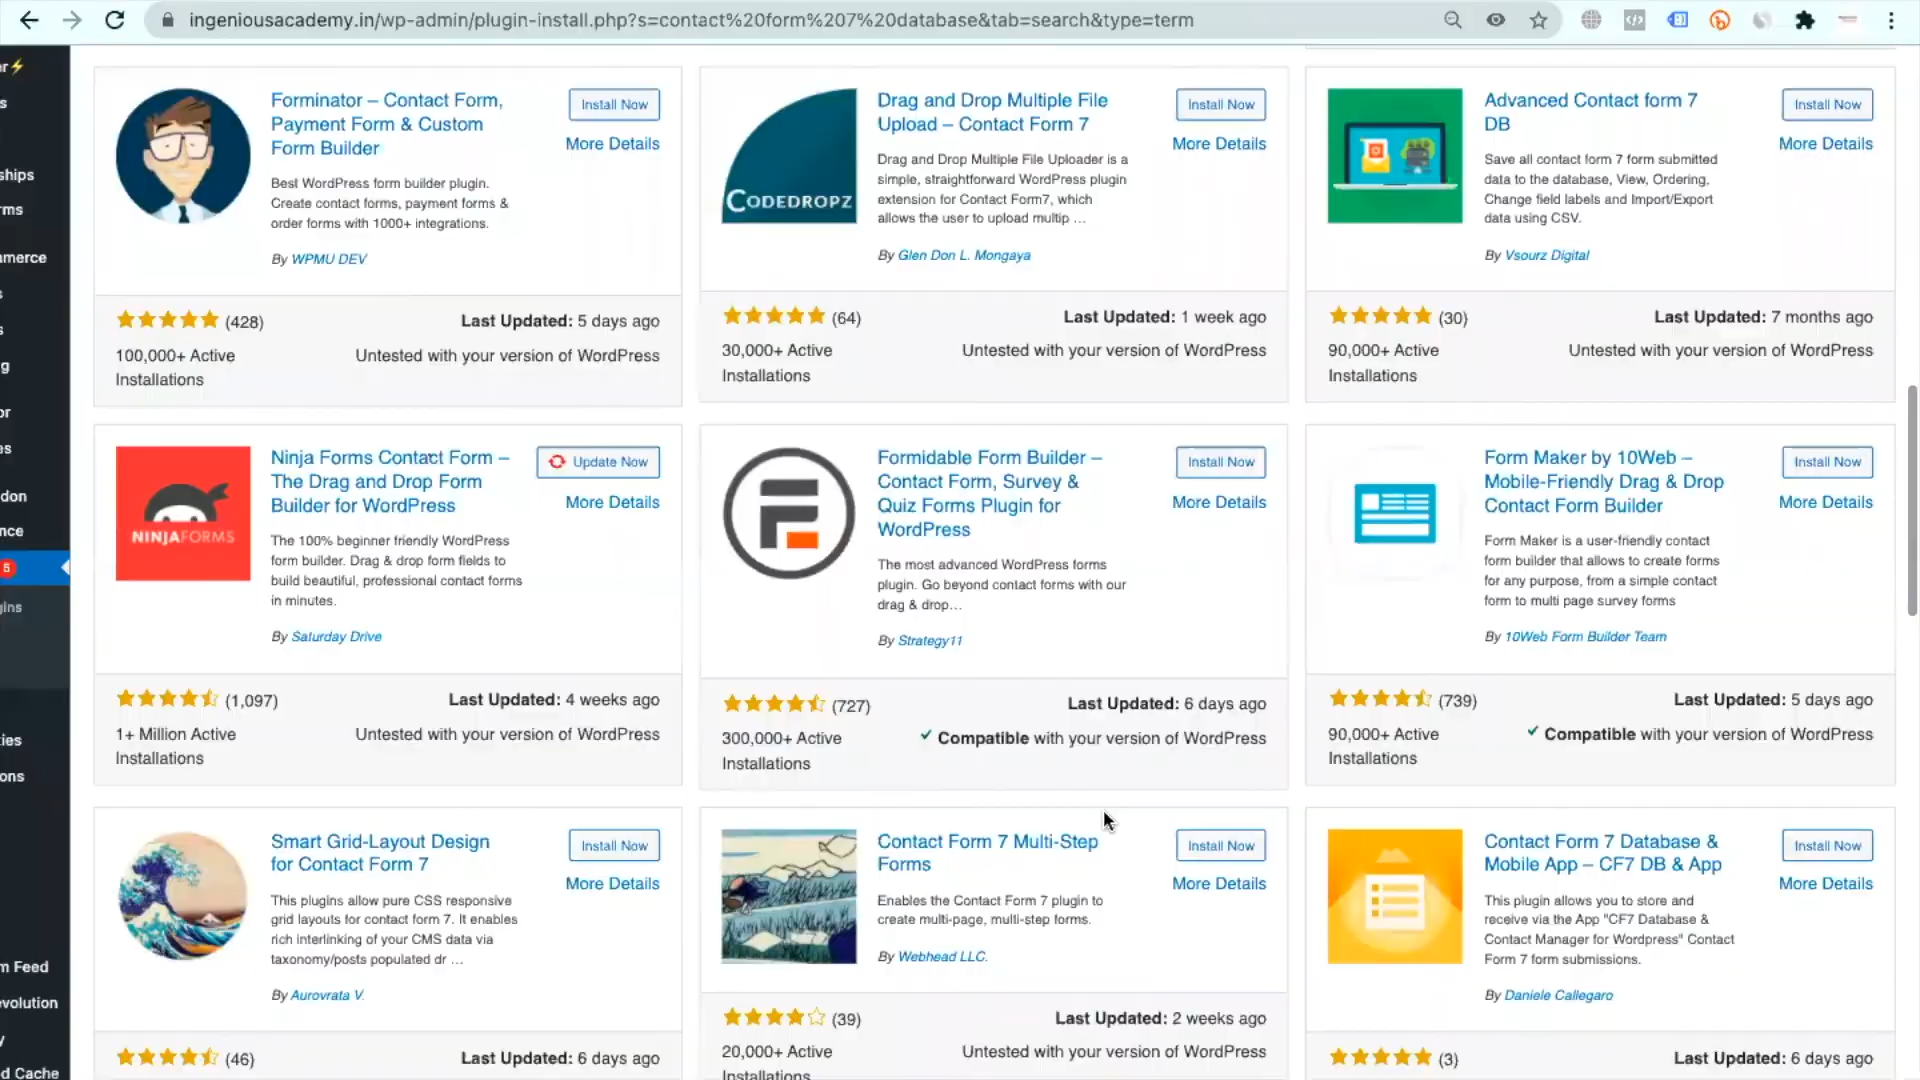 ingeniousacademy.in/wp-admin/plugin-install.php?s=contact%20form%207%20database&tab=search&type=term
Forminator – Contact Form,
Payment Form & Custom
Form Builder
Install Now
More Details
Best WordPress form builder plugin.
Create contact forms, payment forms &
order forms with 1000+ integrations.
By WPMU DEV
(428)
Last Updated: 5 days ago
100,000+ Active
Installations
Untested with your version of WordPress
CODEDROPZ
Drag and Drop Multiple File
Upload – Contact Form 7
Install Now
More Details
Drag and Drop Multiple File Uploader is a
simple, straightforward WordPress plugin
extension for Contact Form7, which
allows the user to upload multip ...
By Glen Don L. Mongaya
(64)
Last Updated: 1 week ago
30,000+ Active
Installations
Untested with your version of WordPress
Advanced Contact form 7
DB
Install Now
More Details
Save all contact form 7 form submitted
data to the database, View, Ordering,
Change field labels and Import/Export
data using CSV.
By Vsourz Digital
(30)
Last Updated: 7 months ago
90,000+ Active
Installations
Untested with your version of WordPress
NINJAFORMS
Ninja Forms Contact Form –
The Drag and Drop Form
Builder for WordPress
Update Now
More Details
The 100% beginner friendly WordPress
form builder. Drag & drop form fields to
build beautiful, professional contact forms
in minutes.
By Saturday Drive
(1,097)
Last Updated: 4 weeks ago
1+ Million Active
Installations
Untested with your version of WordPress
Formidable Form Builder –
Contact Form, Survey &
Quiz Forms Plugin for
WordPress
Install Now
More Details
The most advanced WordPress forms
plugin. Go beyond contact forms with our
drag & drop...
By Strategy11
(727)
Last Updated: 6 days ago
300,000+ Active
Installations
Compatible with your version of WordPress
Form Maker by 10Web –
Mobile-Friendly Drag & Drop
Contact Form Builder
Install Now
More Details
Form Maker is a user-friendly contact
form builder that allows to create forms
for any purpose, from a simple contact
form to multi page survey forms
By 10Web Form Builder Team
(739)
Last Updated: 5 days ago
90,000+ Active
Installations
Compatible with your version of WordPress
Smart Grid-Layout Design
for Contact Form 7
Install Now
More Details
This plugins allow pure CSS responsive
grid layouts for contact form 7. It enables
rich interlinking of your CMS data via
taxonomy/posts populated dr ...
By Aurovrata V.
(46)
Last Updated: 6 days ago
Contact Form 7 Multi-Step
Forms
Install Now
More Details
Enables the Contact Form 7 plugin to
create multi-page, multi-step forms.
By Webhead LLC.
(39)
Last Updated: 2 weeks ago
20,000+ Active
Installations
Untested with your version of WordPress
Contact Form 7 Database &
Mobile App – CF7 DB & App
Install Now
More Details
This plugin allows you to store and
receive via the App "CF7 Database &
Contact Manager for Wordpress" Contact
Form 7 form submissions.
By Daniele Callegaro
(3)
Last Updated: 6 days ago
5